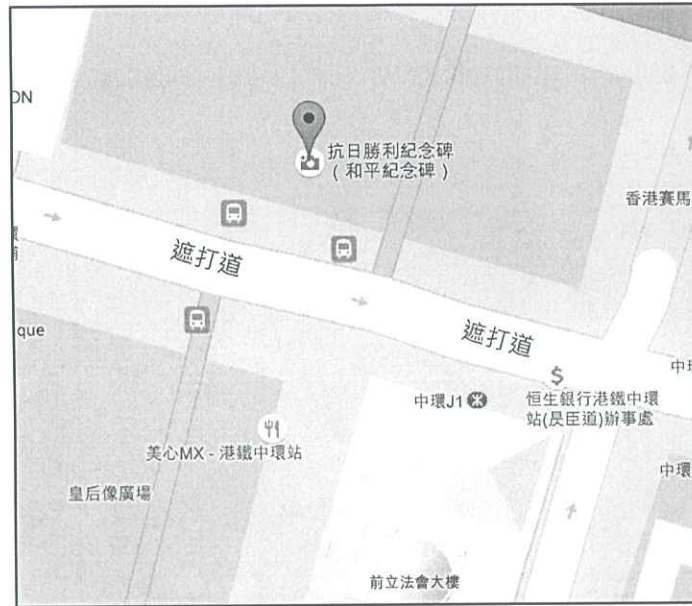 ON
抗日勝利紀念碑
(和平紀念碑)
香港賽馬
遮打道
遮打道
que
$
中環J1
恒生銀行港鐵中環
站(昃臣道)辦事處
美心MX - 港鐵中環站
中環
皇后像廣場
前立法會大樓